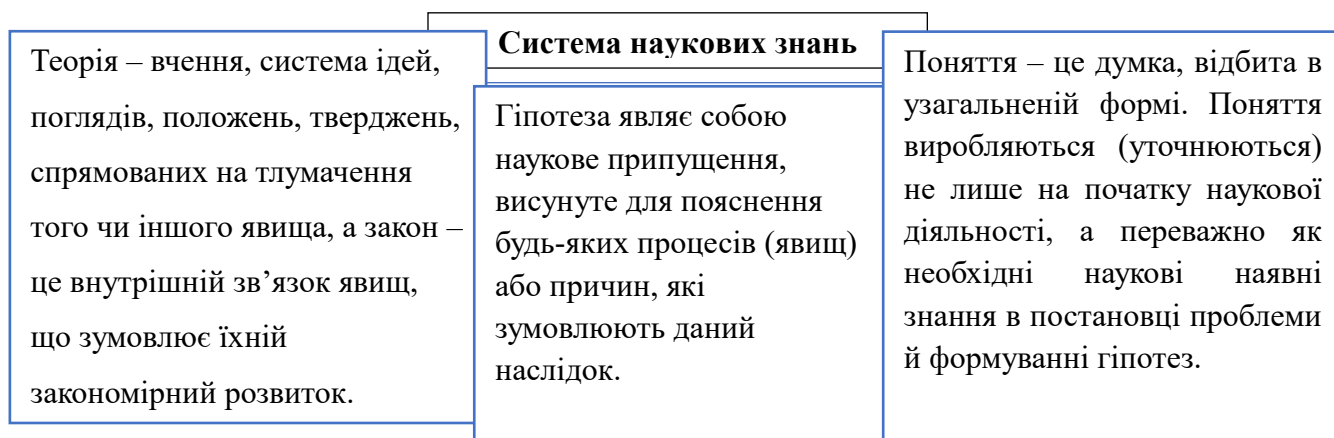 Система наукових знань
Теорія – вчення, система ідей,
поглядів, положень, тверджень,
спрямованих на тлумачення
того чи іншого явища, а закон –
це внутрішній зв’язок явищ,
що зумовлює їхній
закономірний розвиток.
Гіпотеза являє собою
наукове припущення,
висунуте для пояснення
будь-яких процесів (явищ)
або причин, які
зумовлюють даний
наслідок.
Поняття – це думка, відбита в
узагальненій формі. Поняття
виробляються (уточнюються)
не лише на початку наукової
діяльності, а переважно як
необхідні наукові наявні
знання в постановці проблеми
й формуванні гіпотез.